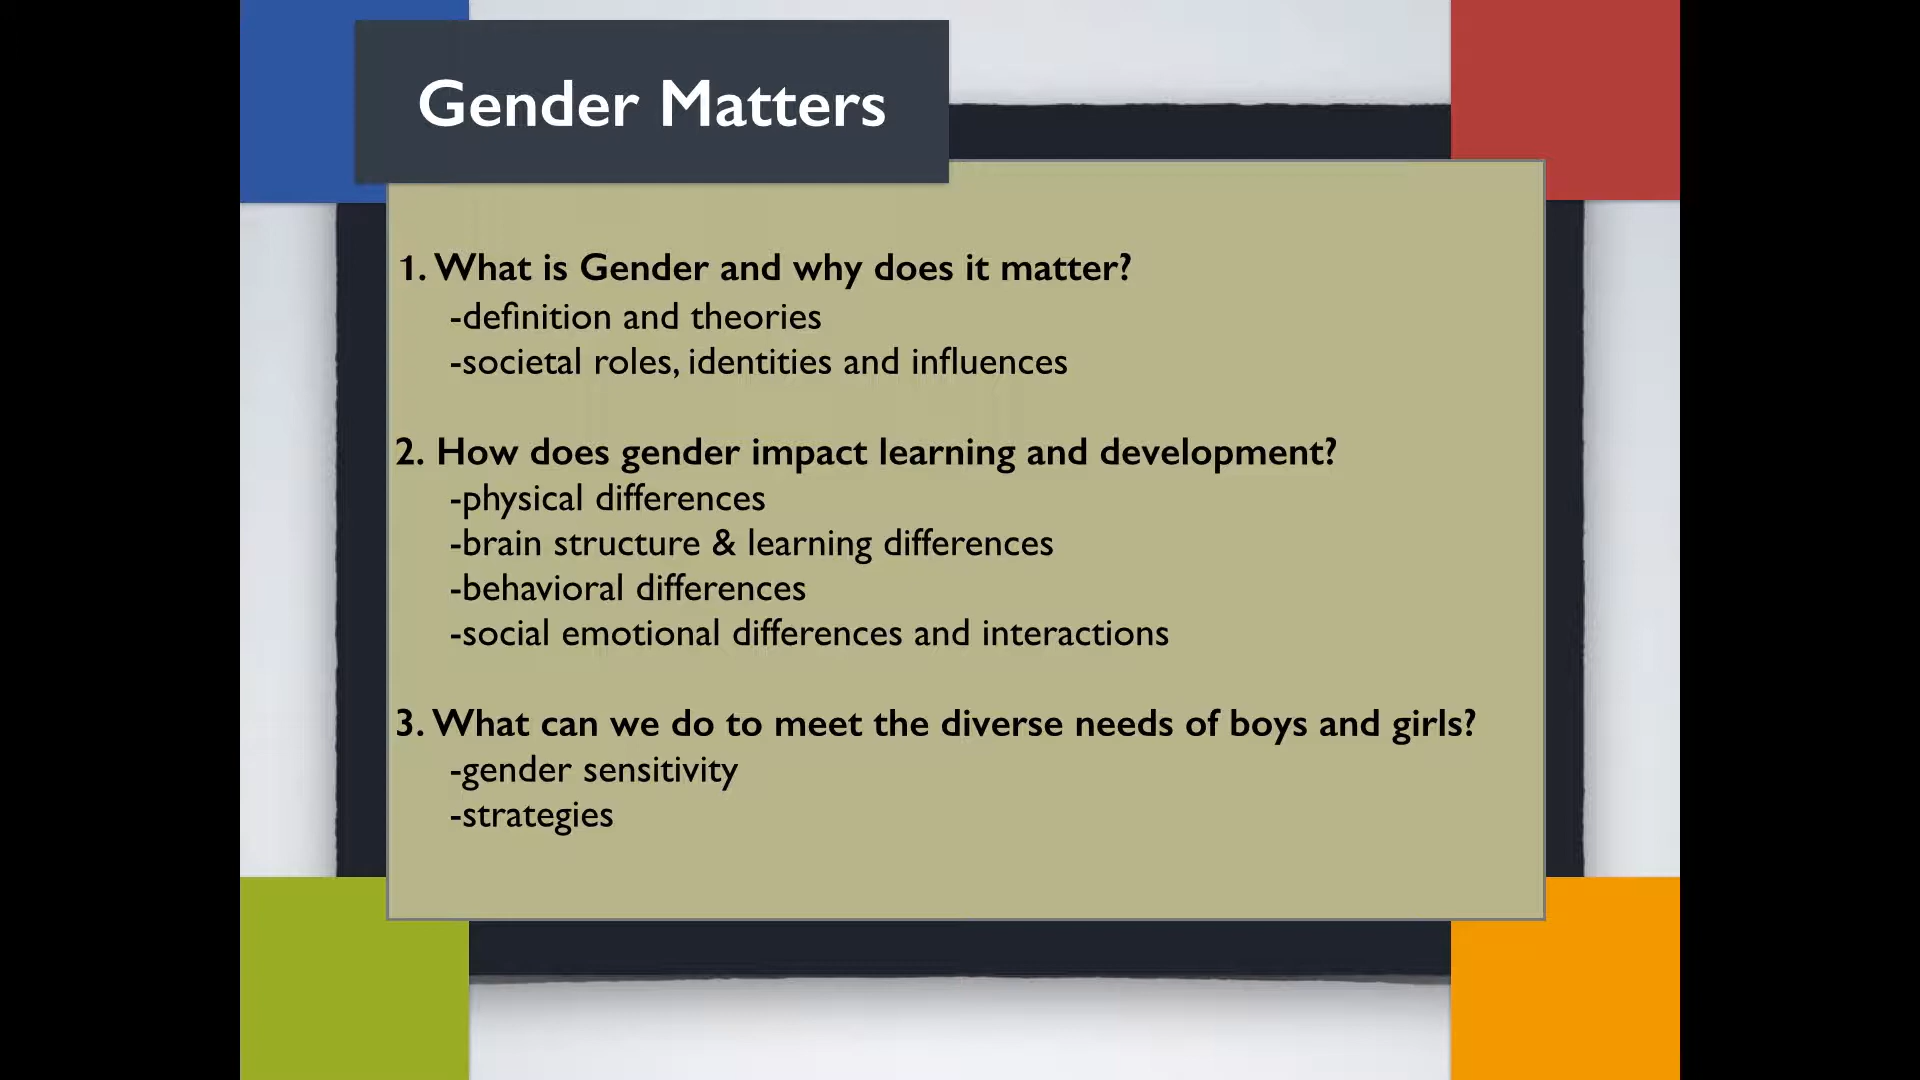 Gender Matters
1. What is Gender and why does it matter?
-definition and theories
-societal roles, identities and influences
2. How does gender impact learning and development?
-physical differences
-brain structure & learning differences
-behavioral differences
-social emotional differences and interactions
3. What can we do to meet the diverse needs of boys and girls?
-gender sensitivity
-strategies